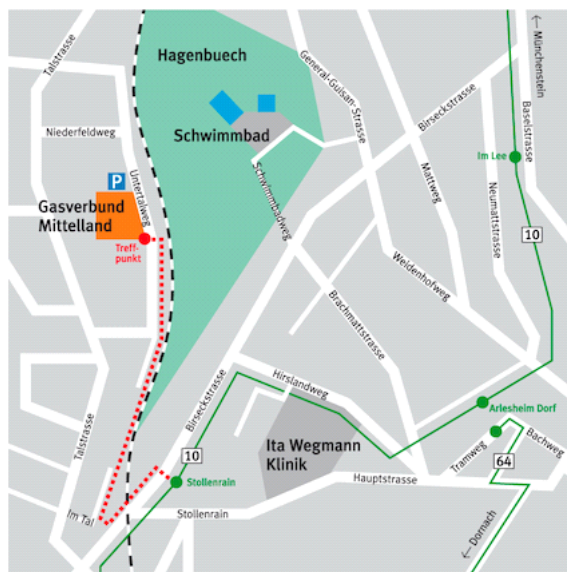 Hagenbuech
Schwimmbad
Talstrasse
Niederfeldweg
P
Untertalweg
Gasverbund
Mittelland
Treff-
punkt
Schwimmbadweg
General-Guisan-Strasse
Birseckstrasse
Mattweg
← Münchenstein
Baselstrasse
Im Lee
Neumattstrasse
10
Weidenhofweg
Brachmattstrasse
Birseckstrasse
Hirslandweg
Arlesheim Dorf
Talstrasse
10
Ita Wegmann
Klinik
Tramweg
Bachweg
64
Stollenrain
Hauptstrasse
Im Tal
Stollenrain
← Dornach